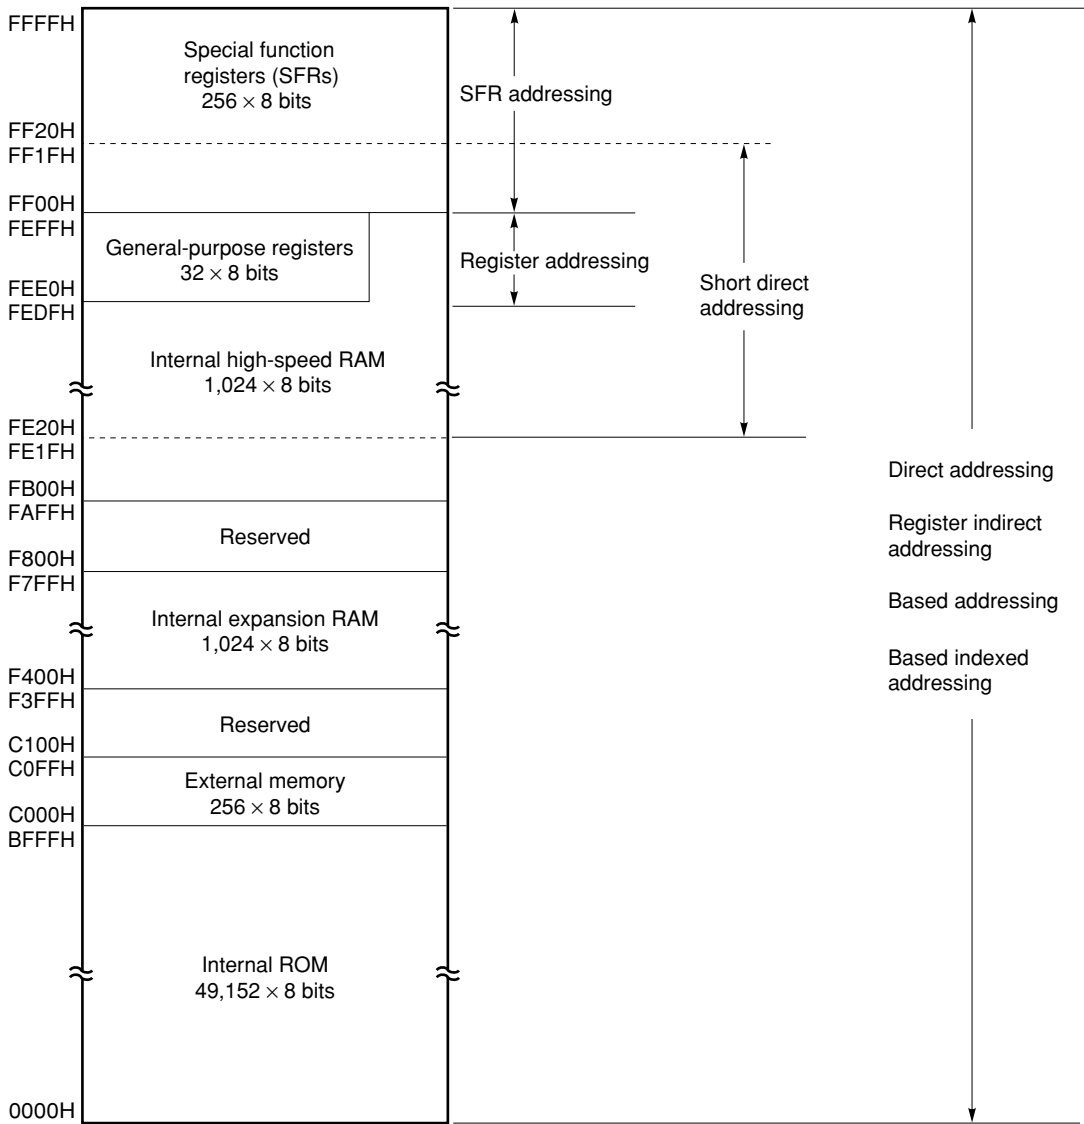 FFFFH
Special function
registers (SFRs)
256 × 8 bits
SFR addressing
FF20H
FF1FH
FF00H
FEFFH
General-purpose registers
32 × 8 bits
Register addressing
Short direct
addressing
FEE0H
FEDFH
Internal high-speed RAM
1,024 × 8 bits
FE20H
FE1FH
FB00H
FAFFH
Reserved
F800H
F7FFH
Internal expansion RAM
1,024 × 8 bits
F400H
F3FFH
Reserved
C100H
C0FFH
External memory
256 × 8 bits
C000H
BFFFH
Internal ROM
49,152 × 8 bits
0000H
Direct addressing
Register indirect
addressing
Based addressing
Based indexed
addressing